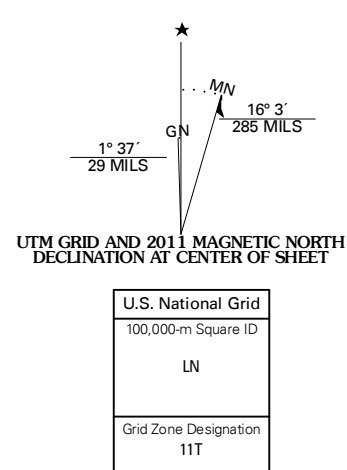 MN
GN
16° 3´
285 MILS
1° 37´
29 MILS
UTM GRID AND 2011 MAGNETIC NORTH
DECLINATION AT CENTER OF SHEET
U.S. National Grid
100,000-m Square ID
LN
Grid Zone Designation
11T